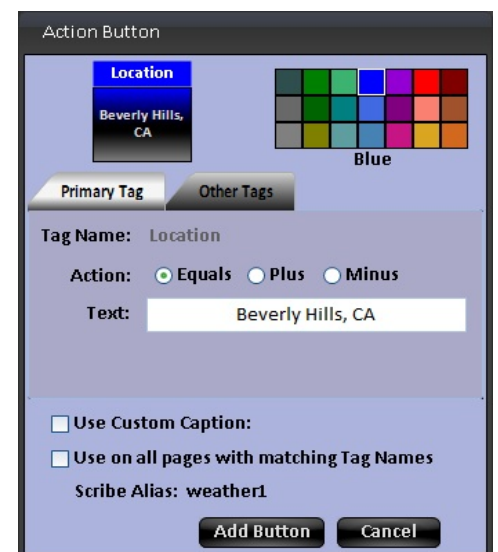 Action Button
Location
Beverly Hills,
CA
Blue
Primary Tag
Other Tags
Tag Name: Location
Action: Equals Plus Minus
Text: Beverly Hills, CA
Use Custom Caption:
Use on all pages with matching Tag Names
Scribe Alias: weather1
Add Button Cancel